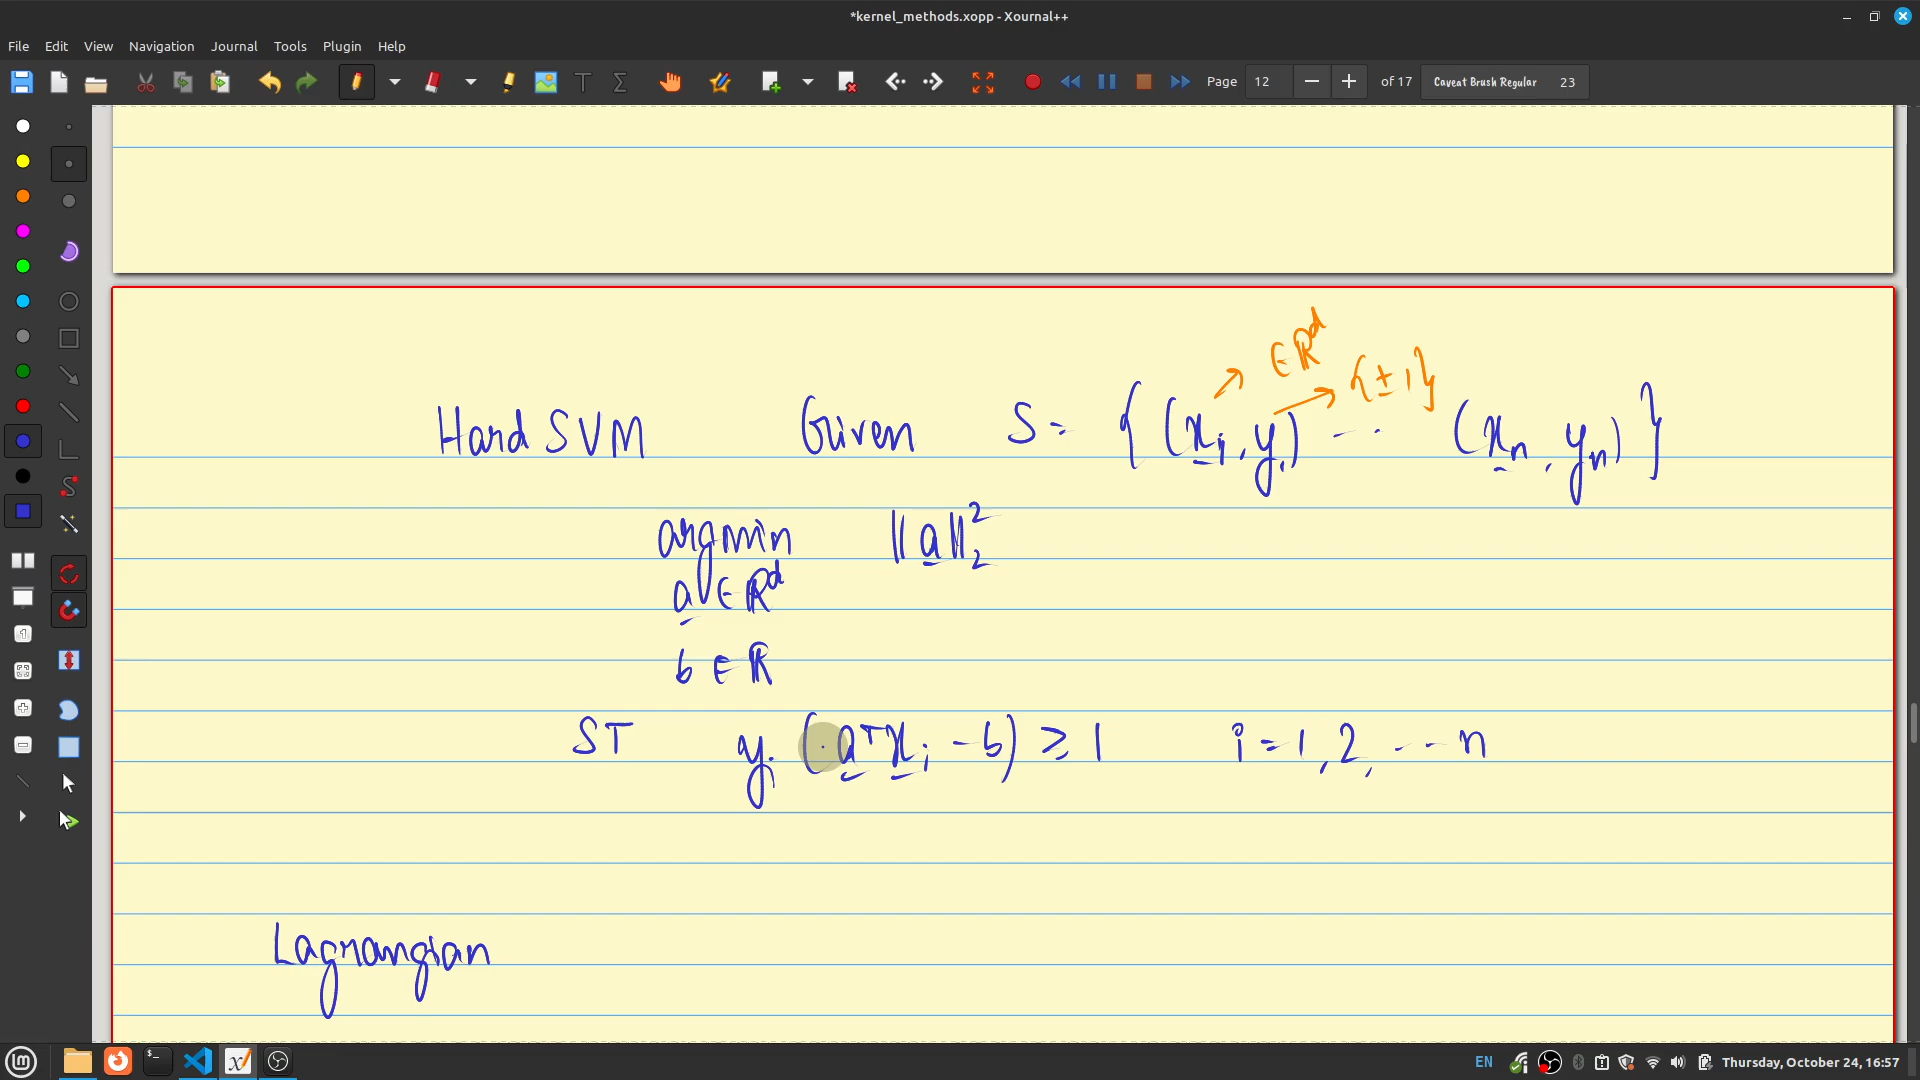 *kernel_methods.xopp - Xournal++
File Edit View Navigation Journal Tools Plugin Help
Page 12 of 17 Caveat Brush Regular 23
∈ℝ^d
{±1}
Hard SVM Given S = {(x_1, y_1) ... (x_n, y_n)}
argmin ||a||_2^2
a ∈ ℝ^d
b ∈ ℝ
ST y_i (a^T x_i - b) ≥ 1 i = 1, 2, ... n
Lagrangian
EN Thursday, October 24, 16:57